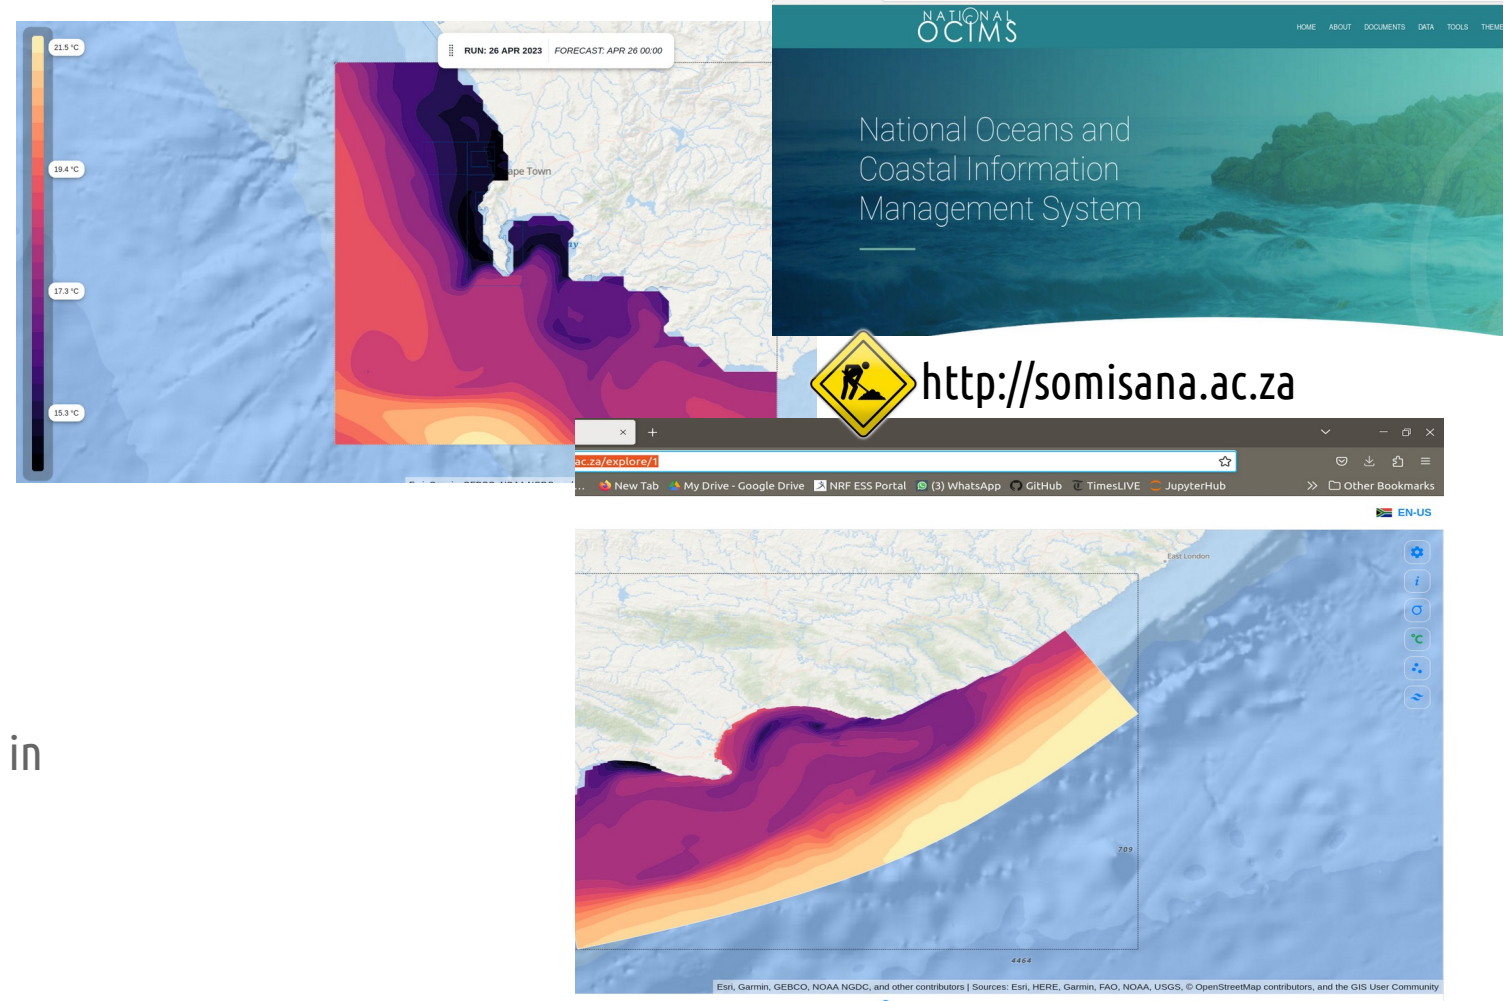 21.5 °C
19.4 °C
17.3 °C
15.3 °C
RUN: 26 APR 2023 FORECAST: APR 26 00:00
ape Town
ay
NATIONAL
OCIMS
HOME ABOUT DOCUMENTS DATA TOOLS THEME
National Oceans and
Coastal Information
Management System
http://somisana.ac.za
ac.za/explore/1
New Tab My Drive - Google Drive NRF ESS Portal (3) WhatsApp GitHub TimesLIVE JupyterHub Other Bookmarks
EN-US
East London
i
°C
709
4464
Esri, Garmin, GEBCO, NOAA NGDC, and other contributors | Sources: Esri, HERE, Garmin, FAO, NOAA, USGS, © OpenStreetMap contributors, and the GIS User Community
in